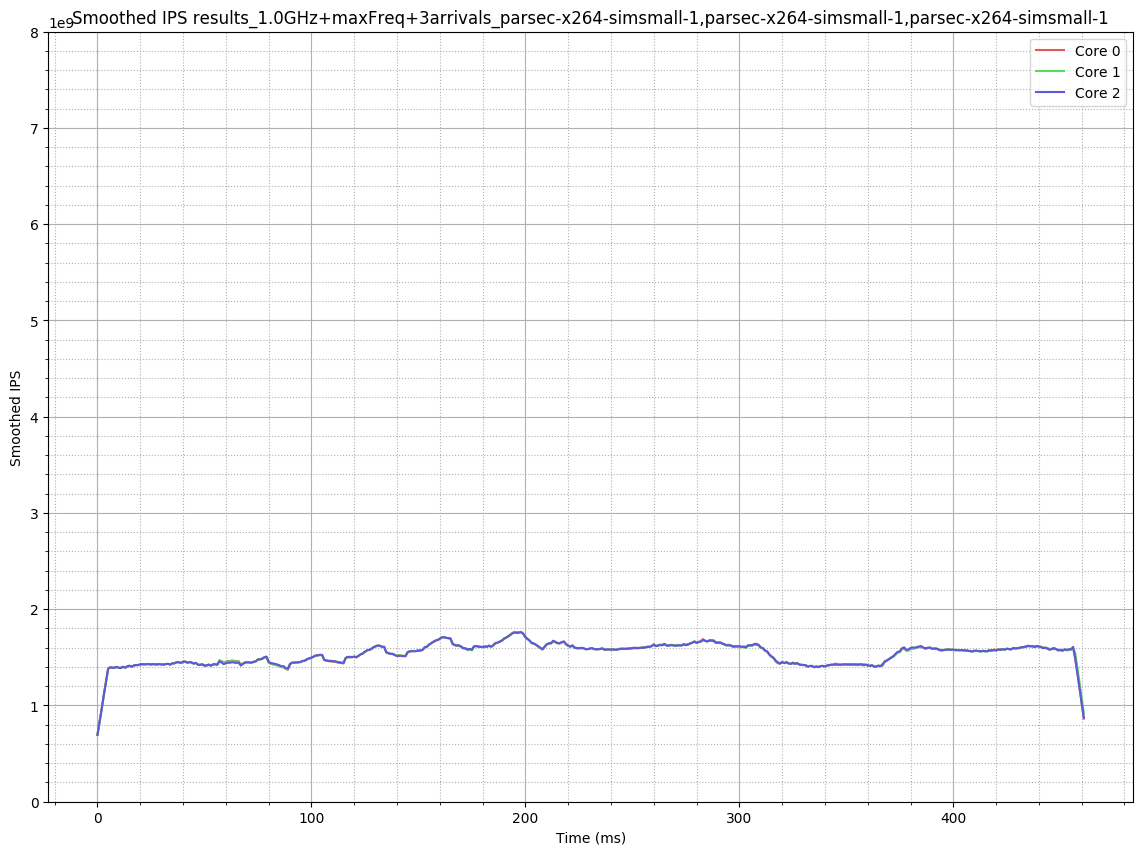 Smoothed IPS results_1.0GHz+maxFreq+3arrivals_parsec-x264-simsmall-1,parsec-x264-simsmall-1,parsec-x264-simsmall-1
1e9
8
7
6
5
4
3
2
1
0
Smoothed IPS
Core 0
Core 1
Core 2
0 100 200 300 400
Time (ms)